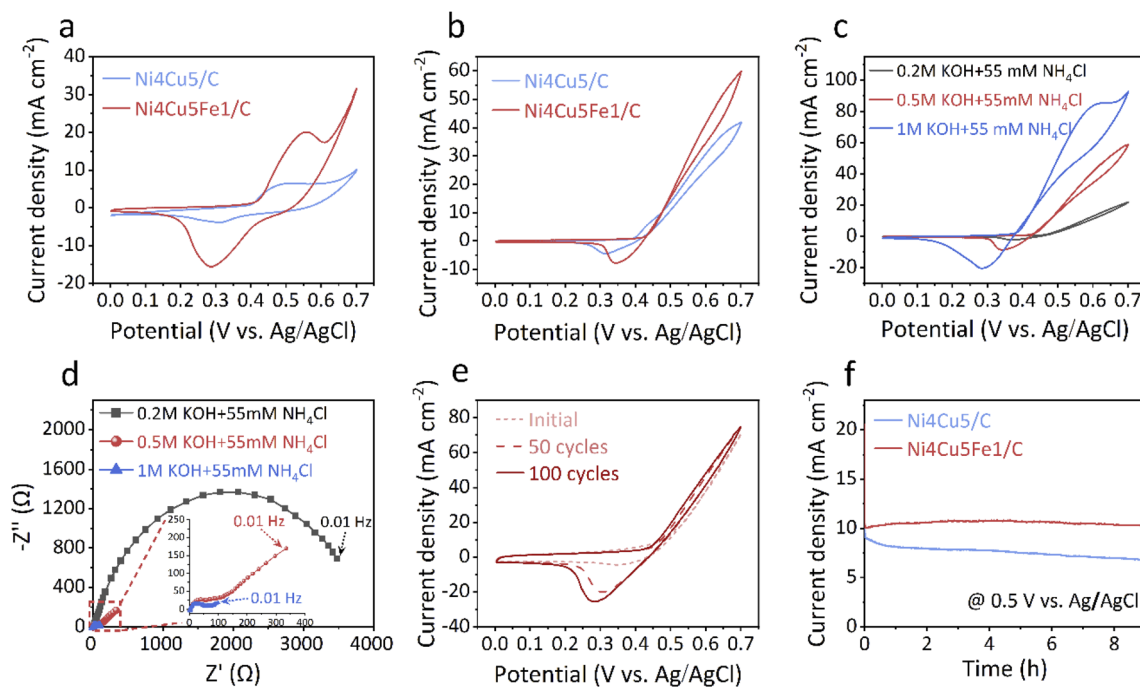 a
Current density (mA cm⁻²)
40
30
20
10
0
-10
-20
Ni4Cu5/C
Ni4Cu5Fe1/C
0.0 0.1 0.2 0.3 0.4 0.5 0.6 0.7
Potential (V vs. Ag/AgCl)
b
Current density (mA cm⁻²)
60
50
40
30
20
10
0
-10
Ni4Cu5/C
Ni4Cu5Fe1/C
0.0 0.1 0.2 0.3 0.4 0.5 0.6 0.7
Potential (V vs. Ag/AgCl)
c
Current density (mA cm⁻²)
100
80
60
40
20
0
-20
0.2M KOH+55 mM NH₄Cl
0.5M KOH+55mM NH₄Cl
1M KOH+55 mM NH₄Cl
0.0 0.1 0.2 0.3 0.4 0.5 0.6 0.7
Potential (V vs. Ag/AgCl)
d
-Z" (Ω)
2200
1800
1400
1000
800
400
0
0.2M KOH+55mM NH₄Cl
0.5M KOH+55mM NH₄Cl
1M KOH+55mM NH₄Cl
0.01 Hz
250
200
150
100
50
0
0.01 Hz
0.01 Hz
0 100 200 300 400
0 1000 2000 3000 4000
Z' (Ω)
e
Current density (mA cm⁻²)
80
60
40
20
0
-20
-40
Initial
50 cycles
100 cycles
0.0 0.1 0.2 0.3 0.4 0.5 0.6 0.7
Potential (V vs. Ag/AgCl)
f
Current density (mA cm⁻²)
20
15
10
5
0
Ni4Cu5/C
Ni4Cu5Fe1/C
@ 0.5 V vs. Ag/AgCl
0 2 4 6 8
Time (h)